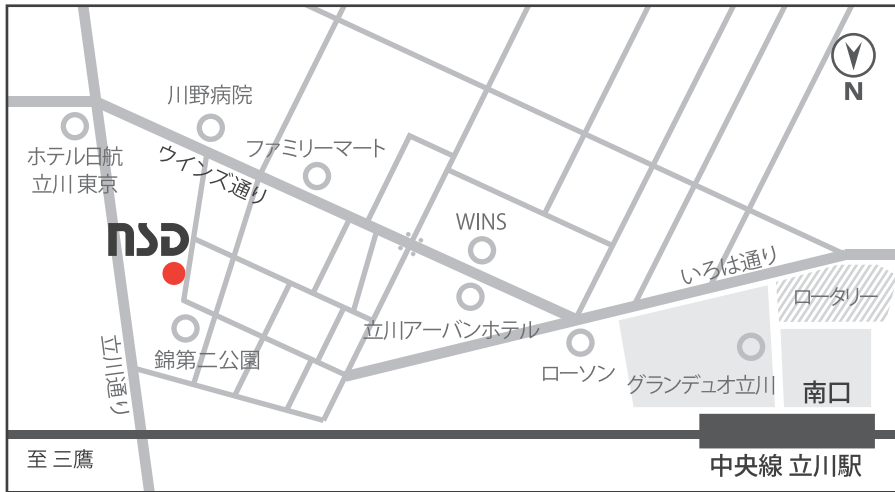 N
川野病院
ホテル日航
立川 東京
ファミリーマート
ウインズ通り
WINS
nsd
いろは通り
ロータリー
立川アーバンホテル
錦第二公園
立川通り
ローソン
グランデュオ立川
南口
至 三鷹
中央線 立川駅